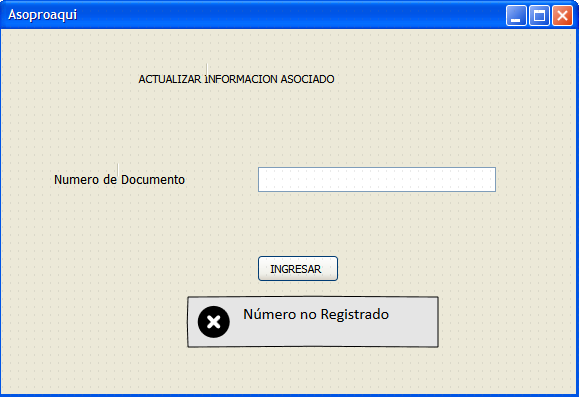 Asoproaqui
ACTUALIZAR INFORMACION ASOCIADO
Numero de Documento
INGRESAR
Número no Registrado